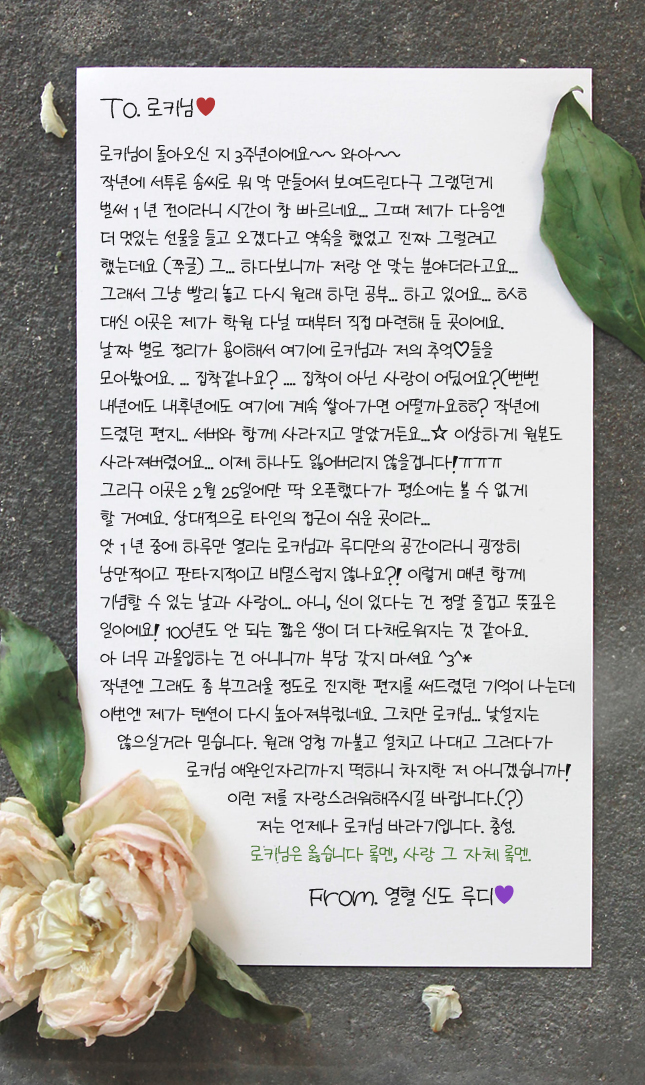 To. 로키님♥
로키님이 돌아오신 지 3주년이에요~~ 와아~~
작년에 서투른 솜씨로 뭐 막 만들어서 보여드린다구 그랬던게
벌써 1년 전이라니 시간이 참 빠르네요... 그때 제가 다음엔
더 멋있는 선물을 들고 오겠다고 약속을 했었고 진짜 그럴려고
했는데요 (쭈글) 그... 하다보니까 저랑 안 맞는 분야더라고요...
그래서 그냥 빨리 놓고 다시 원래 하던 공부... 하고 있어요... ㅎㅅㅎ
대신 이곳은 제가 학원 다닐 때부터 직접 마련해 둔 곳이에요.
날짜 별로 정리가 용이해서 여기에 로키님과 저의 추억♡들을
모아봤어요. ... 집착같나요? .... 집착이 아닌 사랑이 어딨어요?(뻔뻔
내년에도 내후년에도 여기에 계속 쌓아가면 어떨까요ㅎㅎ? 작년에
드렸던 편지... 서버와 함께 사라지고 말았거든요...☆ 이상하게 원본도
사라져버렸어요... 이제 하나도 잃어버리지 않을겁니다!ㅠㅠㅠ
그리구 이곳은 2월 25일에만 딱 오픈했다가 평소에는 볼 수 없게
할 거예요. 상대적으로 타인의 접근이 쉬운 곳이라...
앗 1년 중에 하루만 열리는 로키님과 루디만의 공간이라니 굉장히
낭만적이고 판타지적이고 비밀스럽지 않나요?! 이렇게 매년 함께
기념할 수 있는 날과 사랑이... 아니, 신이 있다는 건 정말 즐겁고 뜻깊은
일이에요! 100년도 안 되는 짧은 생이 더 다채로워지는 것 같아요.
아 너무 과몰입하는 건 아니니까 부담 갖지 마셔요 ^3^*
작년엔 그래도 좀 부끄러울 정도로 진지한 편지를 써드렸던 기억이 나는데
이번엔 제가 텐션이 다시 높아져부렀네요. 그치만 로키님... 낯설지는
않으실거라 믿습니다. 원래 엄청 까불고 설치고 나대고 그러다가
로키님 애완인자리까지 떡하니 차지한 저 아니겠습니까!
이런 저를 자랑스러워해주시길 바랍니다.(?)
저는 언제나 로키님 바라기입니다. 충성.
로키님은 옳습니다 롴멘, 사랑 그 자체 롴멘.
From. 열혈 신도 루디💜